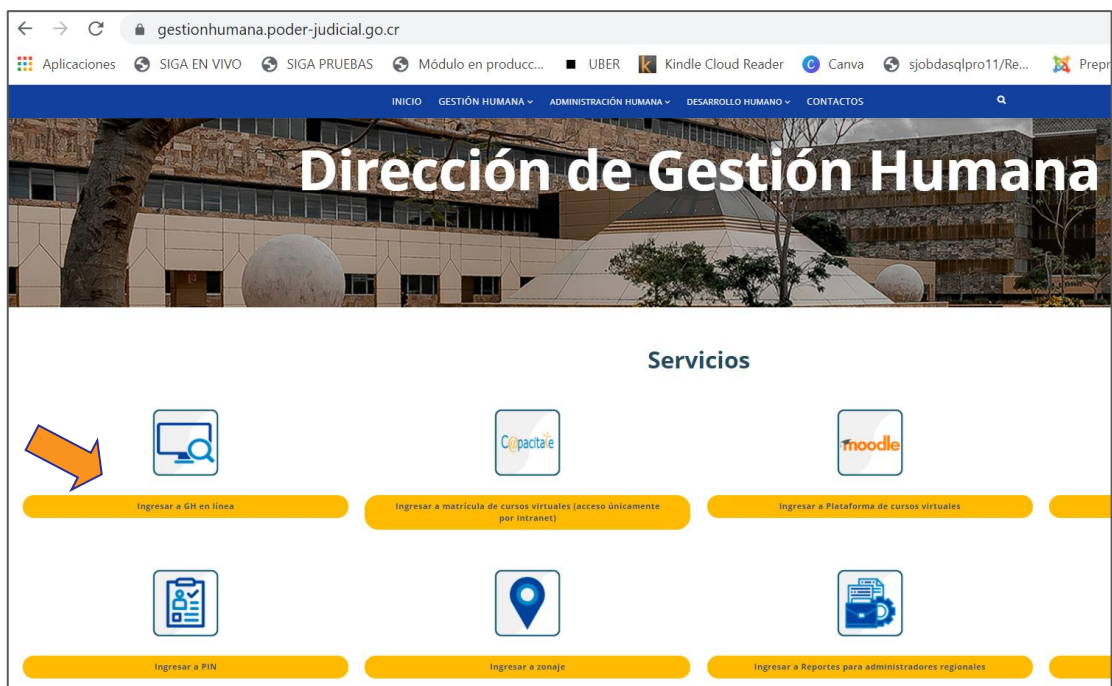 gestionhumana.poder-judicial.go.cr
Aplicaciones SIGA EN VIVO SIGA PRUEBAS Módulo en producc... UBER Kindle Cloud Reader Canva sjobdasqlpro11/Re... Prepr
INICIO GESTIÓN HUMANA ADMINISTRACIÓN HUMANA DESARROLLO HUMANO CONTACTOS
Dirección de Gestión Humana
Servicios
C@pacítate moodle
Ingresar a GH en línea Ingresar a matrícula de cursos virtuales (acceso únicamente Ingresar a Plataforma de cursos virtuales
por intranet)
Ingresar a PIN Ingresar a zonaje Ingresar a Reportes para administradores regionales